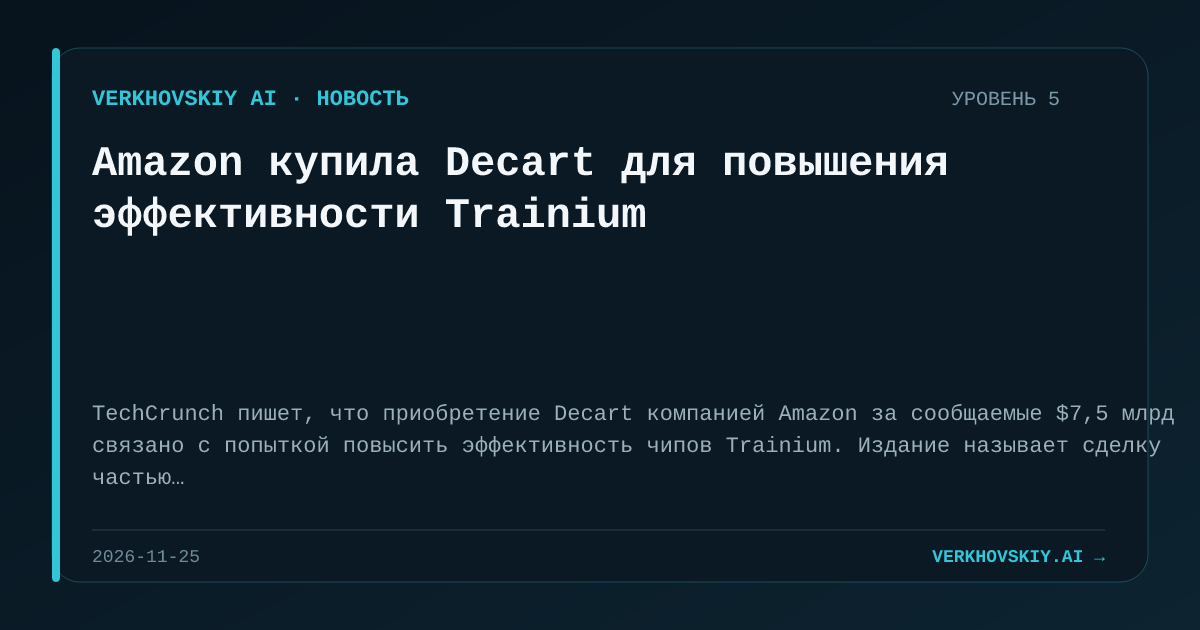 VERKHOVSKIY AI · НОВОСТЬ
УРОВЕНЬ 5
Amazon купила Decart для повышения
эффективности Trainium
TechCrunch пишет, что приобретение Decart компанией Amazon за сообщаемые $7,5 млрд
связано с попыткой повысить эффективность чипов Trainium. Издание называет сделку
частью…
2026-11-25
VERKHOVSKIY.AI →